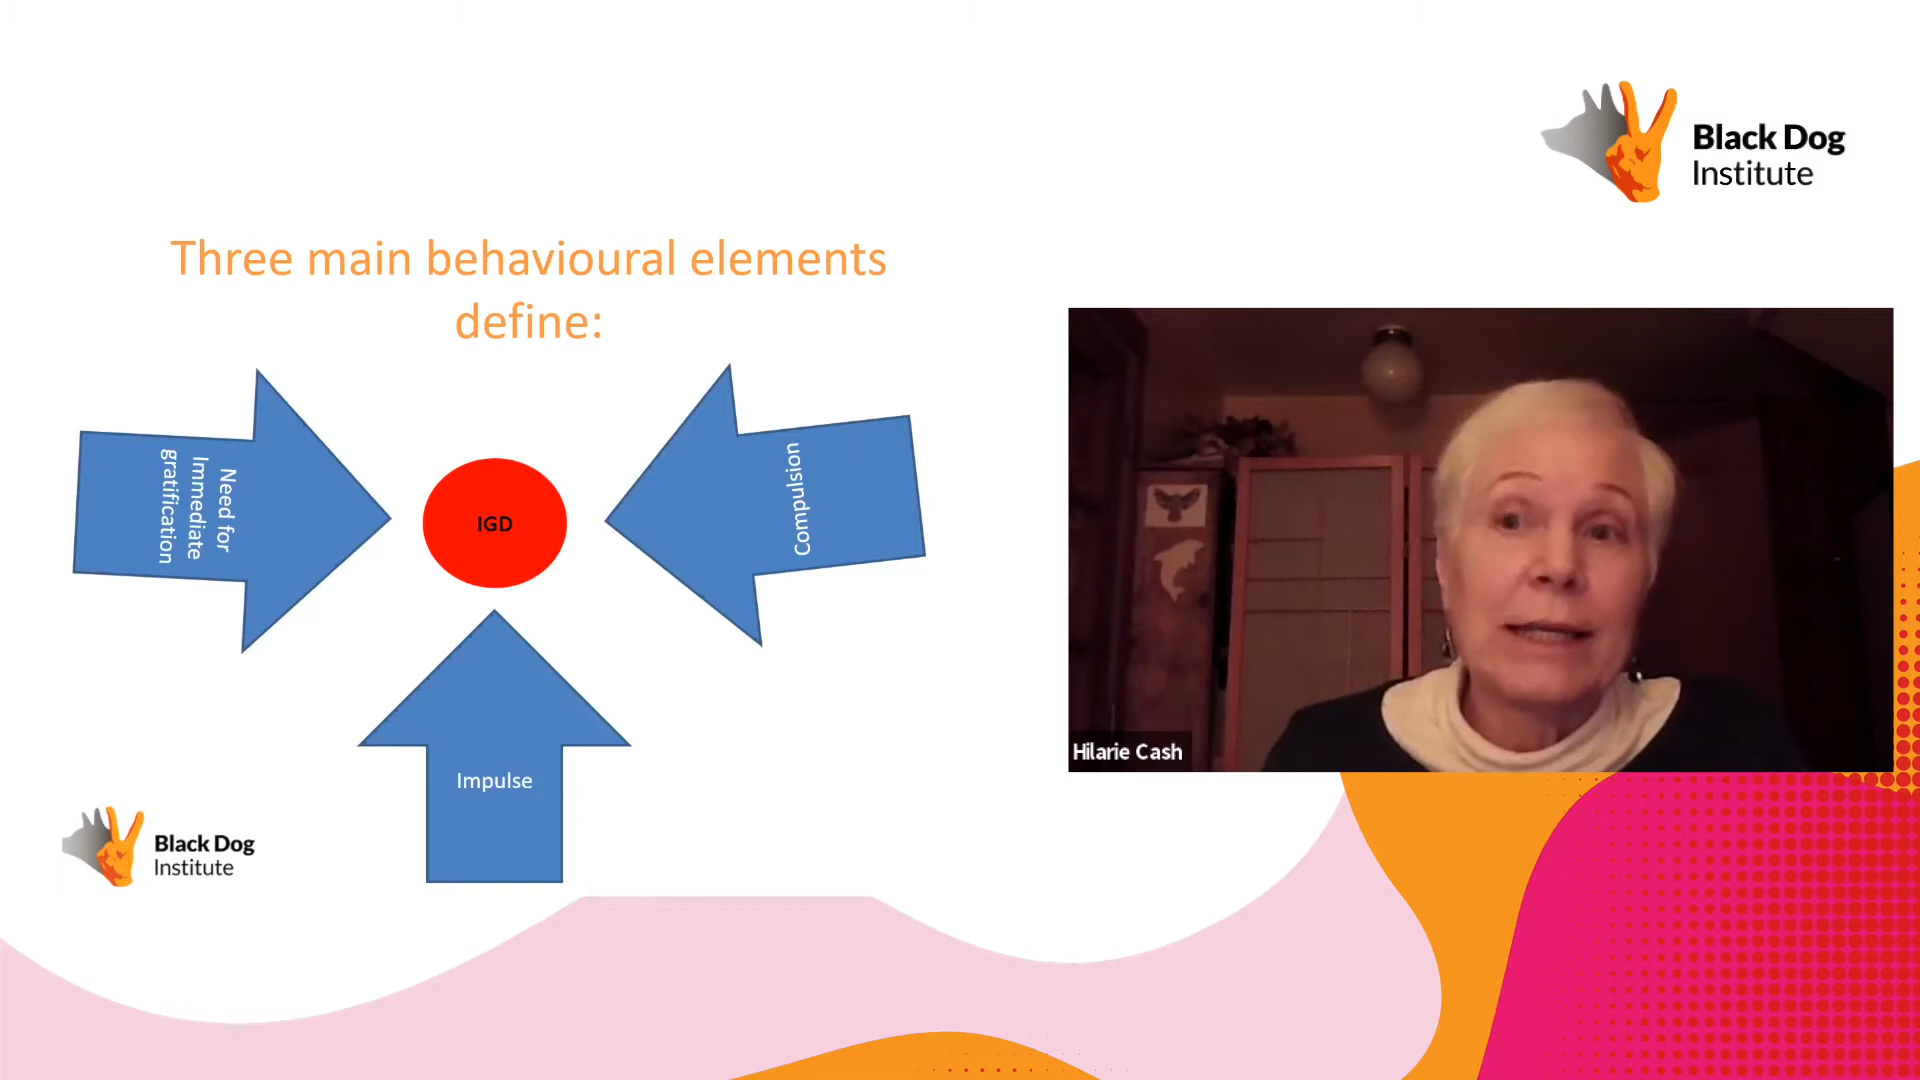 Black Dog
Institute
Three main behavioural elements
define:
Need for
Immediate
gratification
IGD
Compulsion
Impulse
Hilarie Cash
Black Dog
Institute